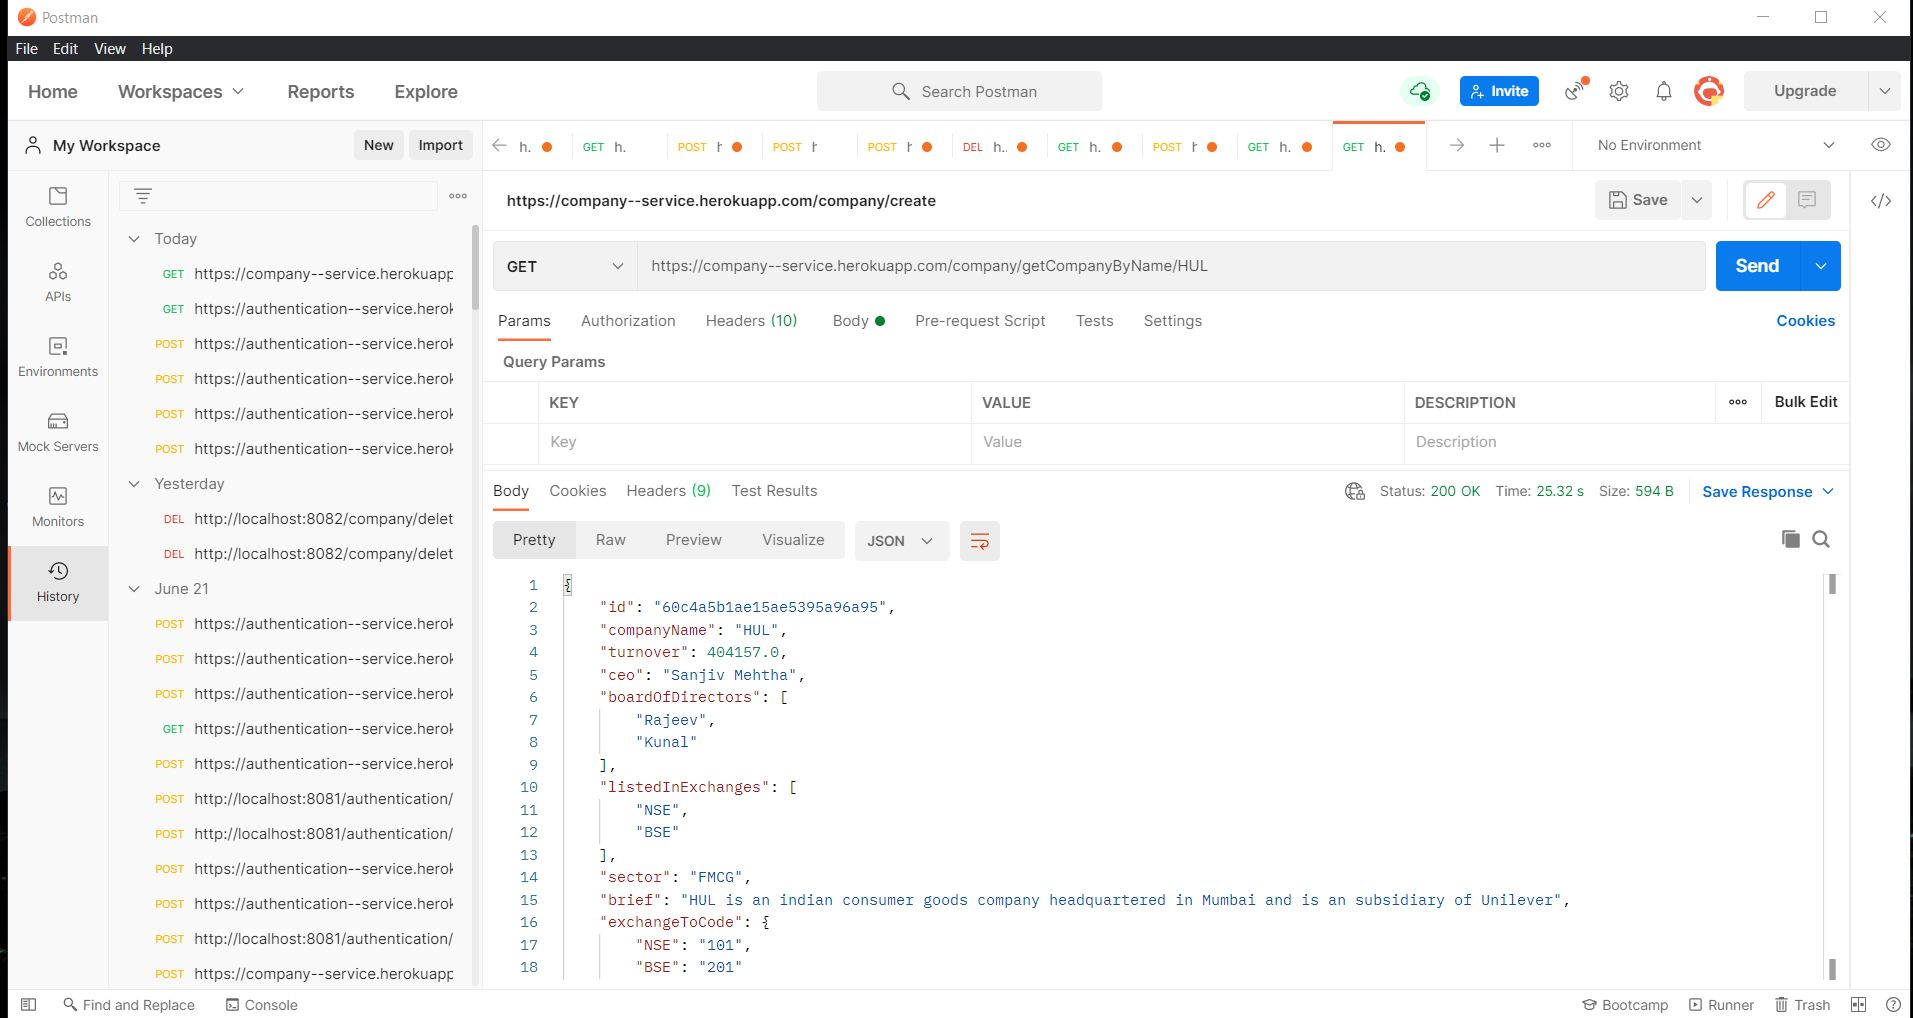 Postman
File Edit View Help
Home Workspaces Reports Explore Search Postman Invite Upgrade
My Workspace New Import h. GET h. POST POST POST DEL h.. GET h. POST GET h. GET h. No Environment
https://company--service.herokuapp.com/company/create Save
GET https://company--service.herokuapp.com/company/getCompanyByName/HUL Send
Params Authorization Headers (10) Body Pre-request Script Tests Settings Cookies
Query Params
KEY VALUE DESCRIPTION Bulk Edit
Key Value Description
Body Cookies Headers (9) Test Results Status: 200 OK Time: 25.32 s Size: 594 B Save Response
Pretty Raw Preview Visualize JSON
1 {
2 "id": "60c4a5b1ae15ae5395a96a95",
3 "companyName": "HUL",
4 "turnover": 404157.0,
5 "ceo": "Sanjiv Mehtha",
6 "boardOfDirectors": [
7 "Rajeev",
8 "Kunal"
9 ],
10 "listedInExchanges": [
11 "NSE",
12 "BSE"
13 ],
14 "sector": "FMCG",
15 "brief": "HUL is an indian consumer goods company headquartered in Mumbai and is an subsidiary of Unilever",
16 "exchangeToCode": {
17 "NSE": "101",
18 "BSE": "201"
Collections
APIs
Environments
Mock Servers
Monitors
History
Today
GET https://company--service.herokuapp
GET https://authentication--service.herok
POST https://authentication--service.herok
POST https://authentication--service.herok
POST https://authentication--service.herok
POST https://authentication--service.herok
Yesterday
DEL http://localhost:8082/company/delet
DEL http://localhost:8082/company/delet
June 21
POST https://authentication--service.herok
POST https://authentication--service.herok
POST https://authentication--service.herok
GET https://authentication--service.herok
POST https://authentication--service.herok
POST http://localhost:8081/authentication/
POST http://localhost:8081/authentication/
POST https://authentication--service.herok
POST https://authentication--service.herok
POST http://localhost:8081/authentication/
POST https://company--service.herokuapp
Find and Replace Console Bootcamp Runner Trash